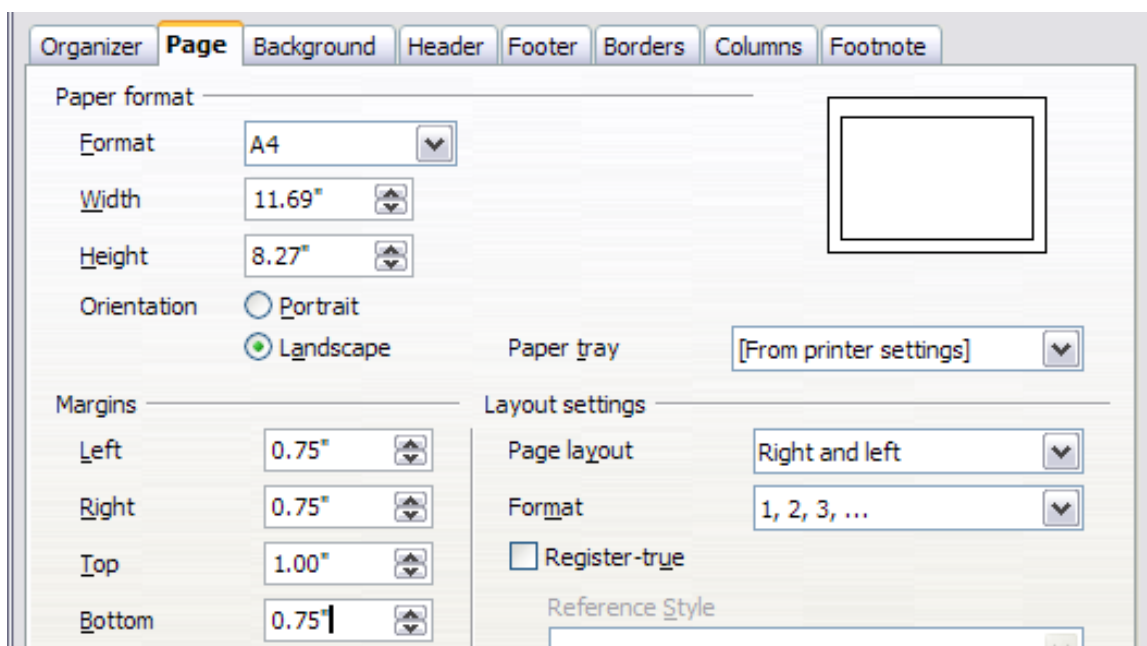 Organizer Page Background Header Footer Borders Columns Footnote
Paper format
Format A4
Width 11.69"
Height 8.27"
Orientation Portrait
Landscape Paper tray [From printer settings]
Margins Layout settings
Left 0.75" Page layout Right and left
Right 0.75" Format 1, 2, 3, ...
Top 1.00" Register-true
Reference Style
Bottom 0.75"